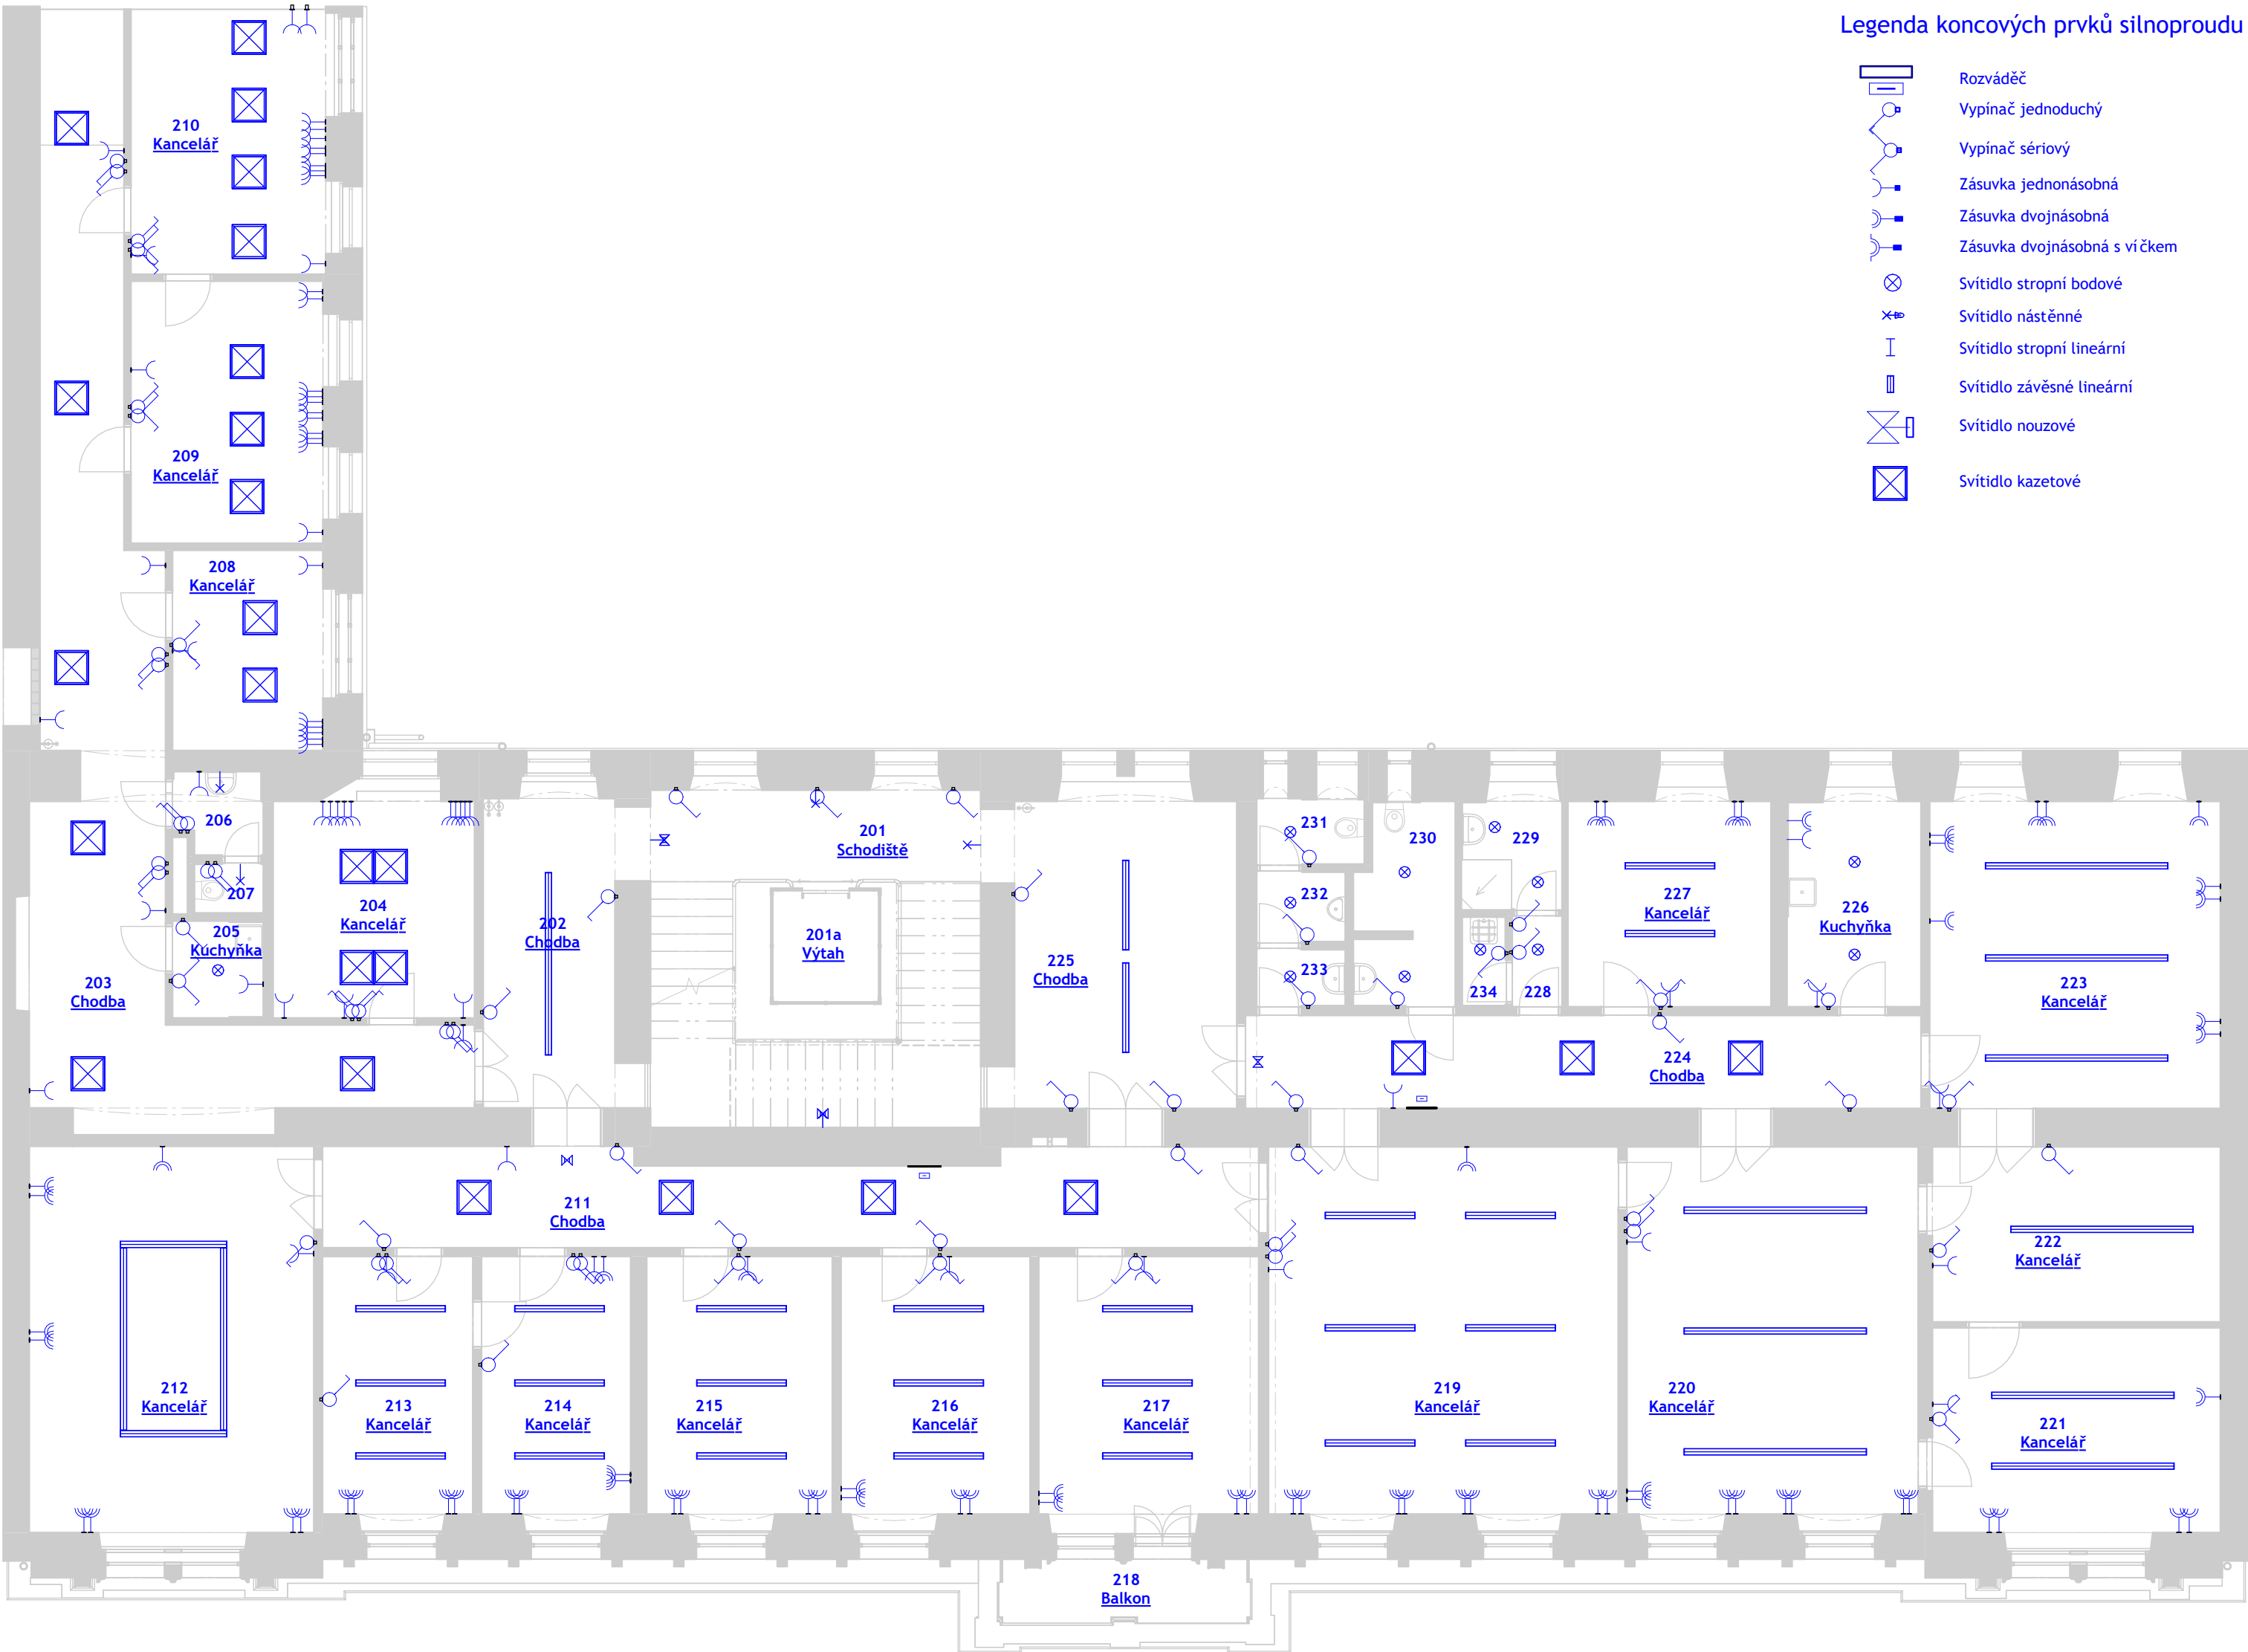 Legenda koncových prvků silnoproudu
Rozváděč
Vypínač jednoduchý
Vypínač sériový
Zásuvka jednonásobná
Zásuvka dvojnásobná
Zásuvka dvojnásobná s víčkem
Svítidlo stropní bodové
Svítidlo nástěnné
Svítidlo stropní lineární
Svítidlo závěsné lineární
Svítidlo nouzové
Svítidlo kazetové
210
Kancelář
209
Kancelář
208
Kancelář
206
207
205
Kuchyňka
204
Kancelář
203
Chodba
202
Chodba
201
Schodiště
201a
Výtah
225
Chodba
231
232
233
230
229
234
228
227
Kancelář
226
Kuchyňka
223
Kancelář
224
Chodba
211
Chodba
212
Kancelář
213
Kancelář
214
Kancelář
215
Kancelář
216
Kancelář
217
Kancelář
219
Kancelář
220
Kancelář
222
Kancelář
221
Kancelář
218
Balkon